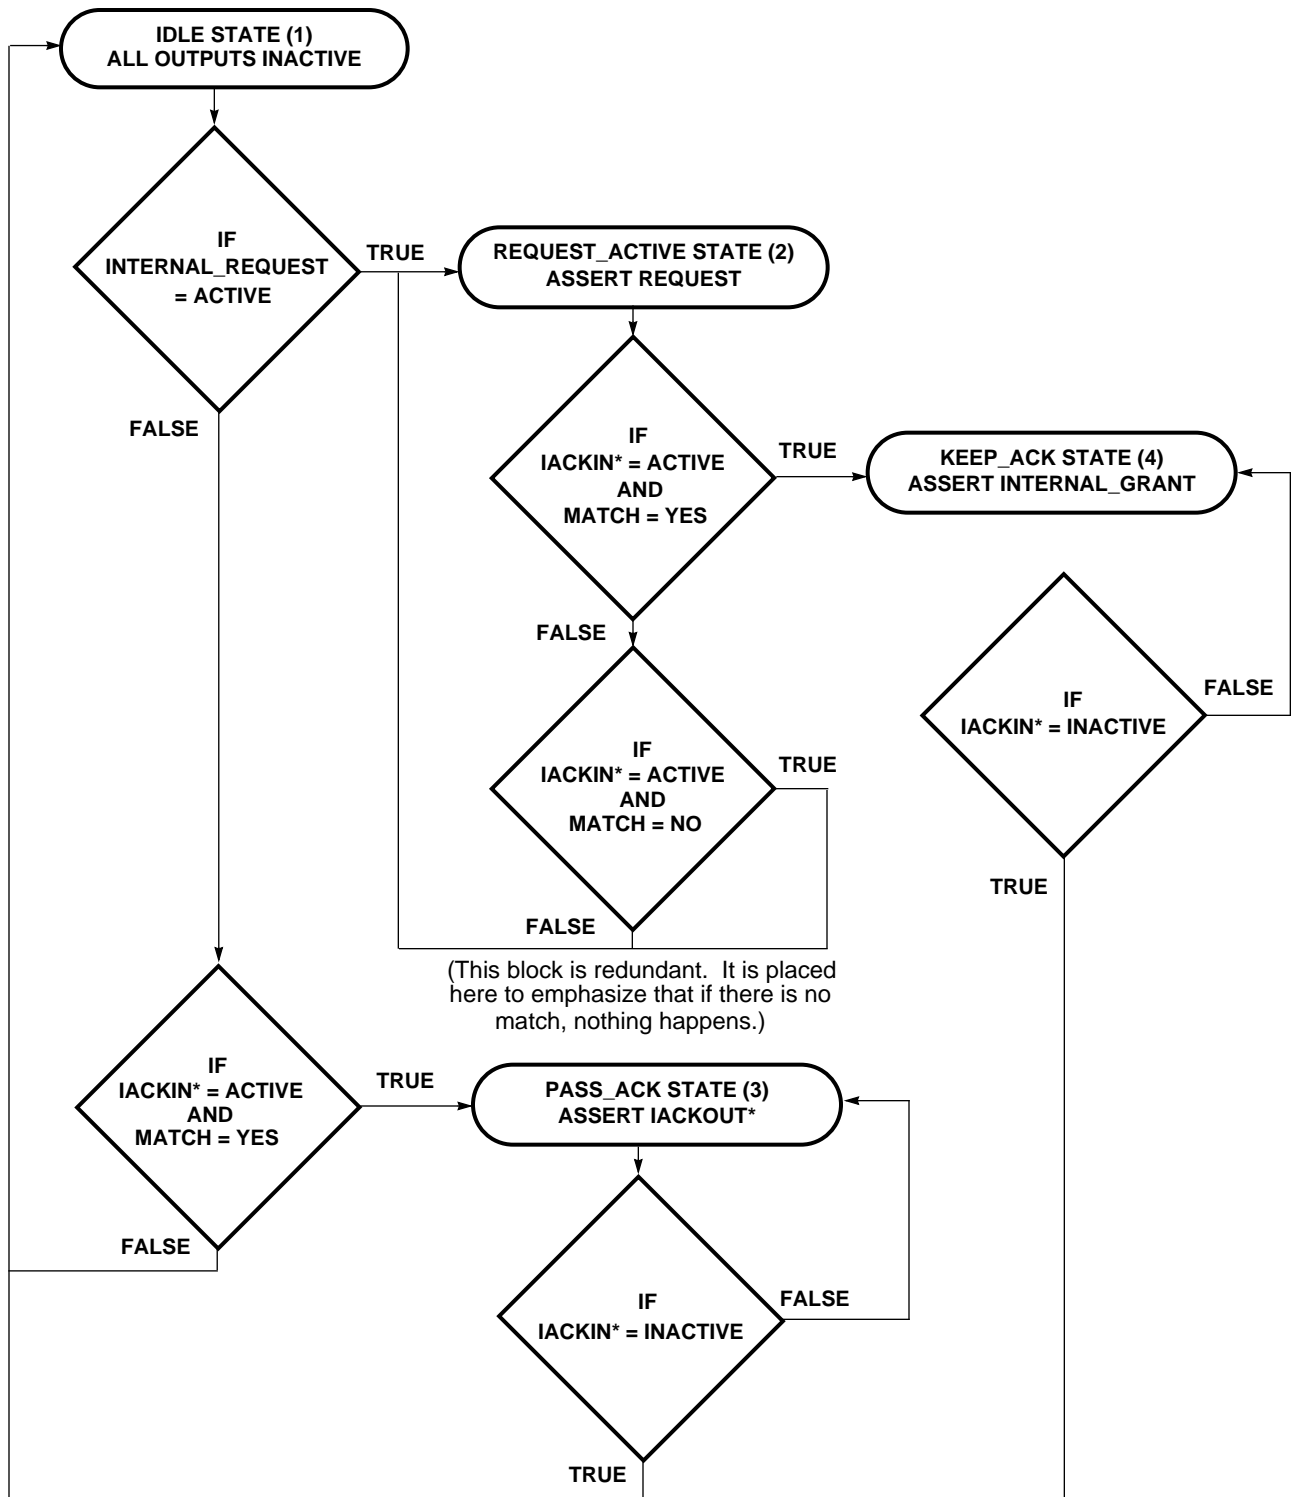 IDLE STATE (1)
ALL OUTPUTS INACTIVE
IF
INTERNAL_REQUEST
= ACTIVE
TRUE
FALSE
REQUEST_ACTIVE STATE (2)
ASSERT REQUEST
IF
IACKIN* = ACTIVE
AND
MATCH = YES
TRUE
FALSE
KEEP_ACK STATE (4)
ASSERT INTERNAL_GRANT
IF
IACKIN* = INACTIVE
FALSE
TRUE
IF
IACKIN* = ACTIVE
AND
MATCH = NO
TRUE
FALSE
(This block is redundant. It is placed
here to emphasize that if there is no
match, nothing happens.)
IF
IACKIN* = ACTIVE
AND
MATCH = YES
TRUE
FALSE
PASS_ACK STATE (3)
ASSERT IACKOUT*
IF
IACKIN* = INACTIVE
FALSE
TRUE